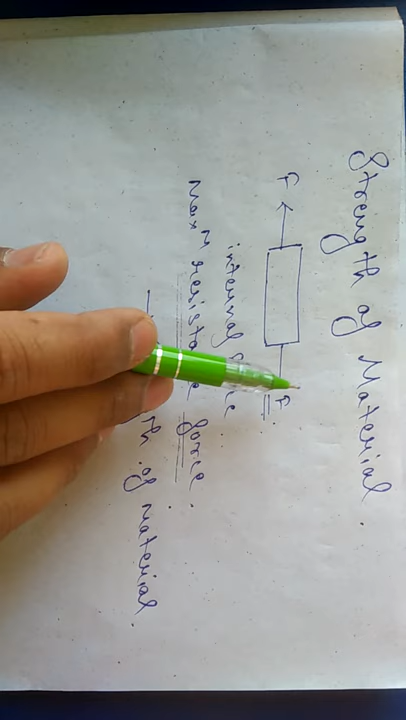 Strength of Material
F F
internal
maxᵐ resista force.
th of material.